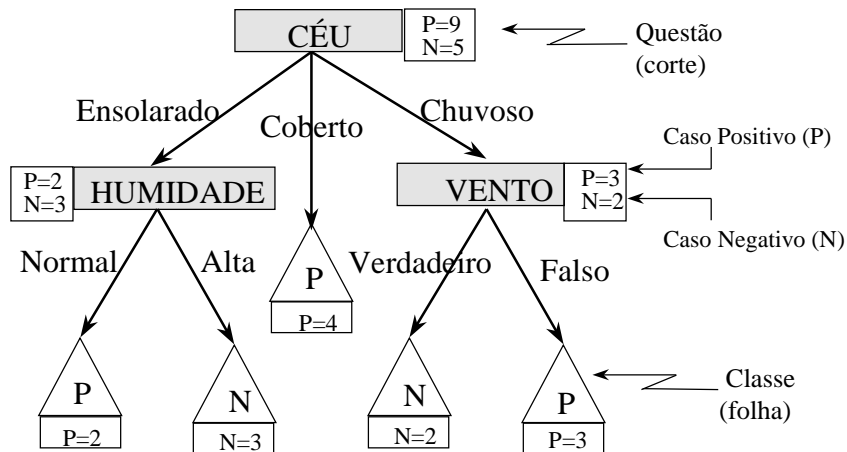 CÉU
P=9
N=5
Questão
(corte)
Ensolarado
Coberto
Chuvoso
Caso Positivo (P)
P=2
N=3
HUMIDADE
VENTO
P=3
N=2
Caso Negativo (N)
Normal
Alta
P
P=4
Verdadeiro
Falso
P
P=2
N
N=3
N
N=2
P
P=3
Classe
(folha)